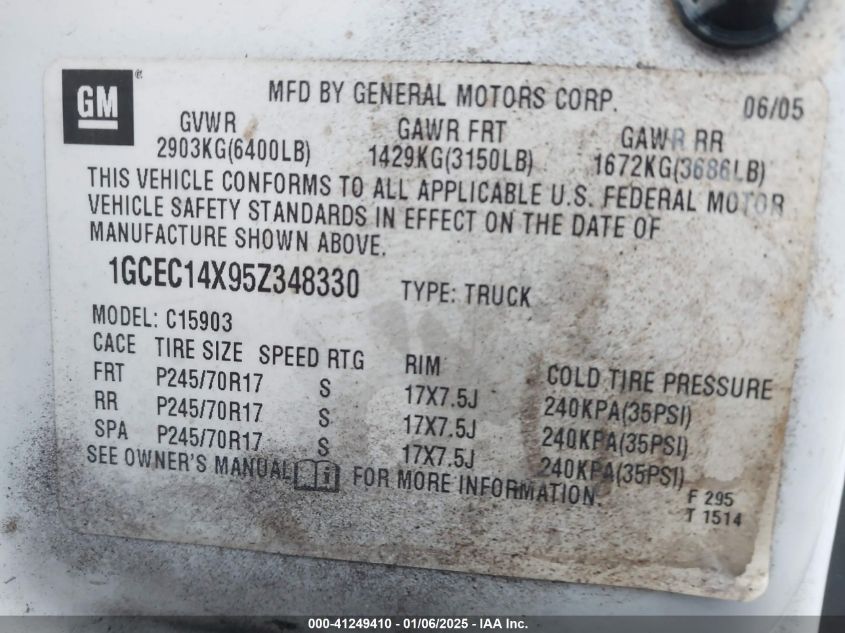 GM ®
MFD BY GENERAL MOTORS CORP. 06/05
GVWR GAWR FRT GAWR RR
2903KG(6400LB) 1429KG(3150LB) 1672KG(3686LB)
THIS VEHICLE CONFORMS TO ALL APPLICABLE U.S. FEDERAL MOTOR
VEHICLE SAFETY STANDARDS IN EFFECT ON THE DATE OF
MANUFACTURE SHOWN ABOVE.
1GCEC14X95Z348330 TYPE: TRUCK
MODEL: C15903
CACE TIRE SIZE SPEED RTG RIM COLD TIRE PRESSURE
FRT P245/70R17 S 17X7.5J 240KPA(35PSI)
RR P245/70R17 S 17X7.5J 240KPA(35PSI)
SPA P245/70R17 S 17X7.5J 240KPA(35PSI)
SEE OWNER'S MANUAL i FOR MORE INFORMATION.
F 295
T 1514
000-41249410 - 01/06/2025 - IAA Inc.